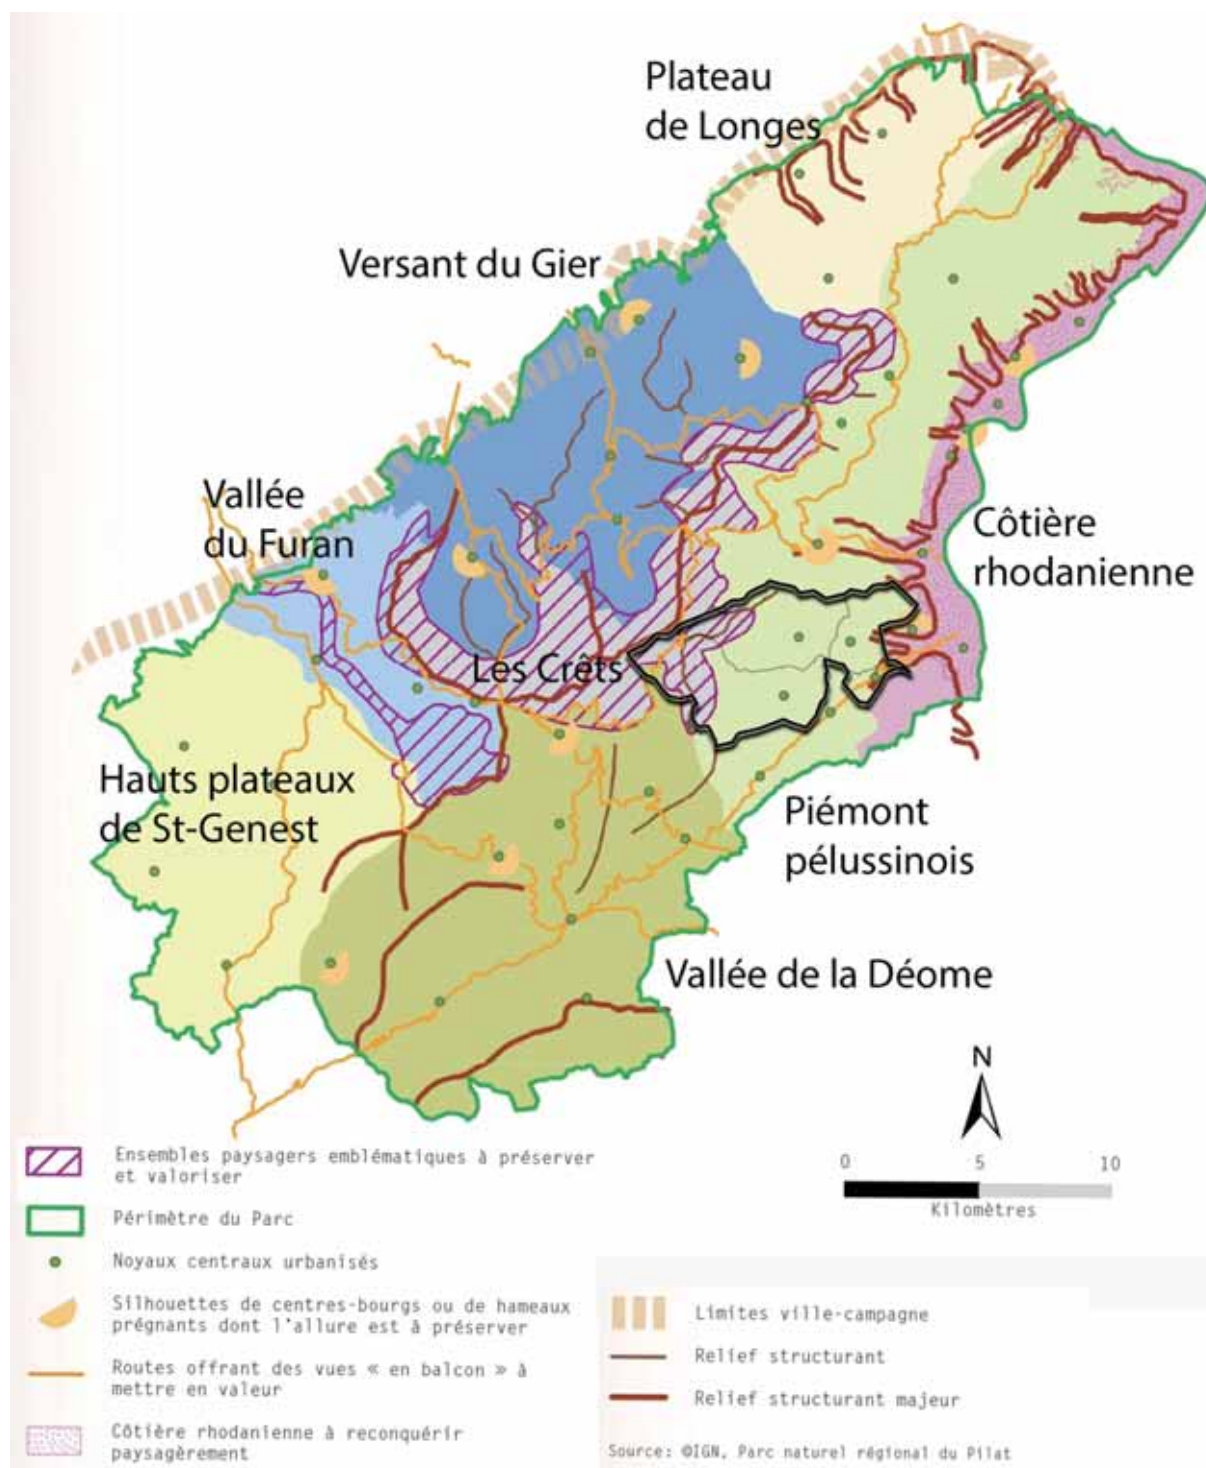 Plateau
de Longes
Versant du Gier
Vallée
du Furan
Côtière
rhodanienne
Les Crêts
Hauts plateaux
de St-Genest
Piémont
pélussinois
Vallée de la Déome
N
0 5 10
Kilomètres
Ensembles paysagers emblématiques à préserver
et valoriser
Périmètre du Parc
Noyaux centraux urbanisés
Silhouettes de centres-bourgs ou de hameaux
prégnants dont l'allure est à préserver
Routes offrant des vues « en balcon » à
mettre en valeur
Côtière rhodanienne à reconquérir
paysagèrement
Limites ville-campagne
Relief structurant
Relief structurant majeur
Source: ©IGN, Parc naturel régional du Pilat